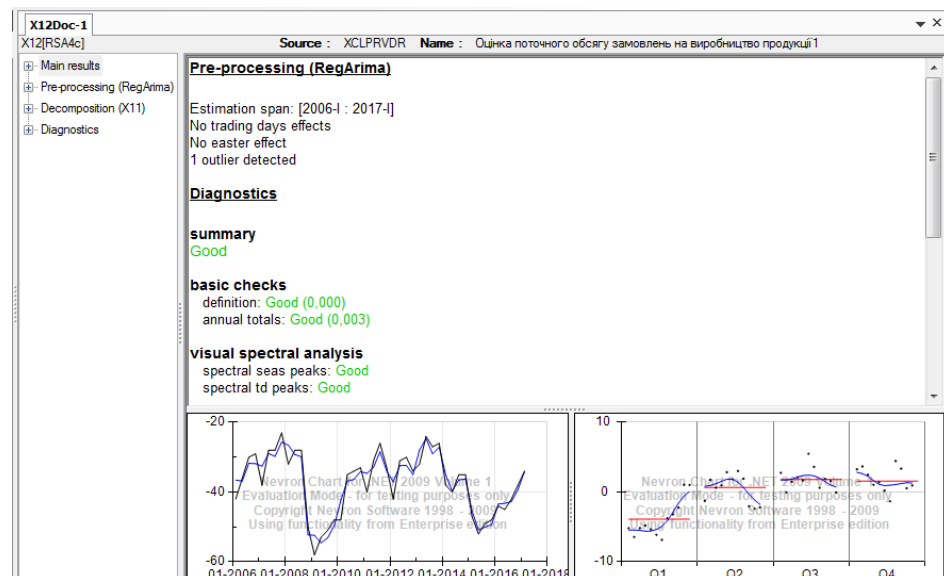 X12Doc-1
X12[RSA4c]
Source : XCLPRVDR Name : Оцінка поточного обсягу замовлень на виробництво продукції 1
Main results
Pre-processing (RegArima)
Decomposition (X11)
Diagnostics
Pre-processing (RegArima)
Estimation span: [2006-I : 2017-I]
No trading days effects
No easter effect
1 outlier detected
Diagnostics
summary
Good
basic checks
definition: Good (0,000)
annual totals: Good (0,003)
visual spectral analysis
spectral seas peaks: Good
spectral td peaks: Good
-20
-40
-60
01-2006 01-2008 01-2010 01-2012 01-2014 01-2016 01-2018
Nevron Chart for .NET 2009 Volume 1
Evaluation Mode - for testing purposes only
Copyright Nevron Software 1998 - 2009
Using functionality from Enterprise edition
10
0
-10
Q1 Q2 Q3 Q4
Nevron Chart for .NET 2009 Volume 1
Evaluation Mode - for testing purposes only
Copyright Nevron Software 1998 - 2009
Using functionality from Enterprise edition